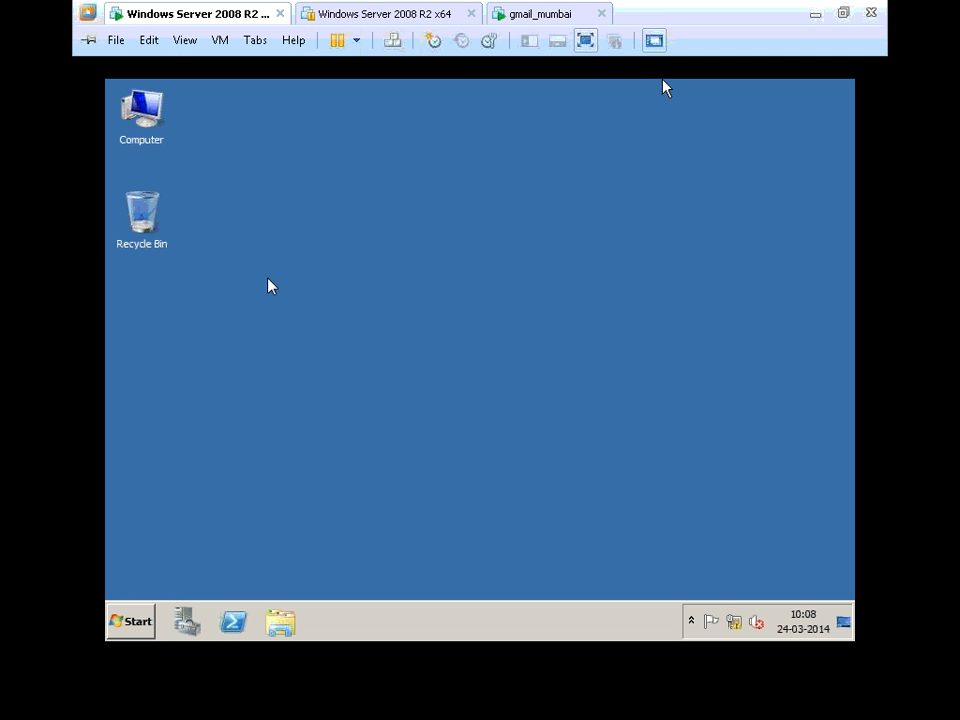 Windows Server 2008 R2 ...
Windows Server 2008 R2 x64
gmail_mumbai
File Edit View VM Tabs Help
Computer
Recycle Bin
Start
10:08
24-03-2014